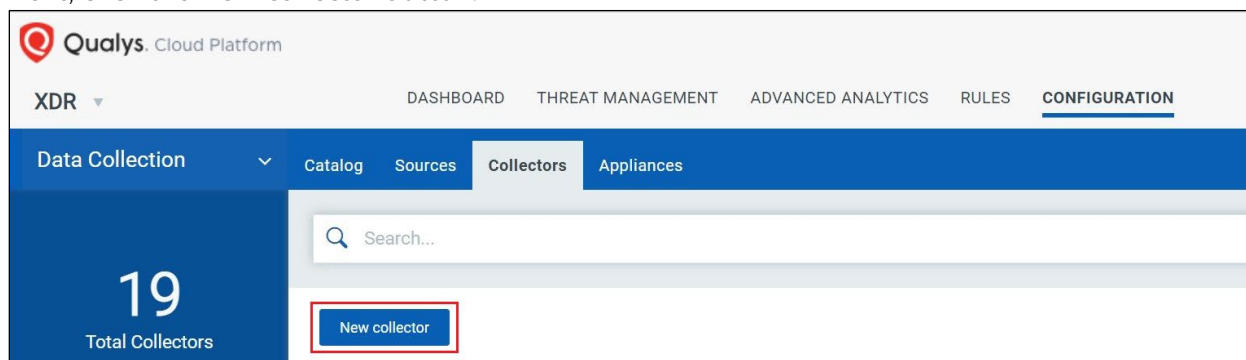 Qualys. Cloud Platform
XDR
DASHBOARD THREAT MANAGEMENT ADVANCED ANALYTICS RULES CONFIGURATION
Data Collection
Catalog Sources Collectors Appliances
Search...
19
Total Collectors
New collector